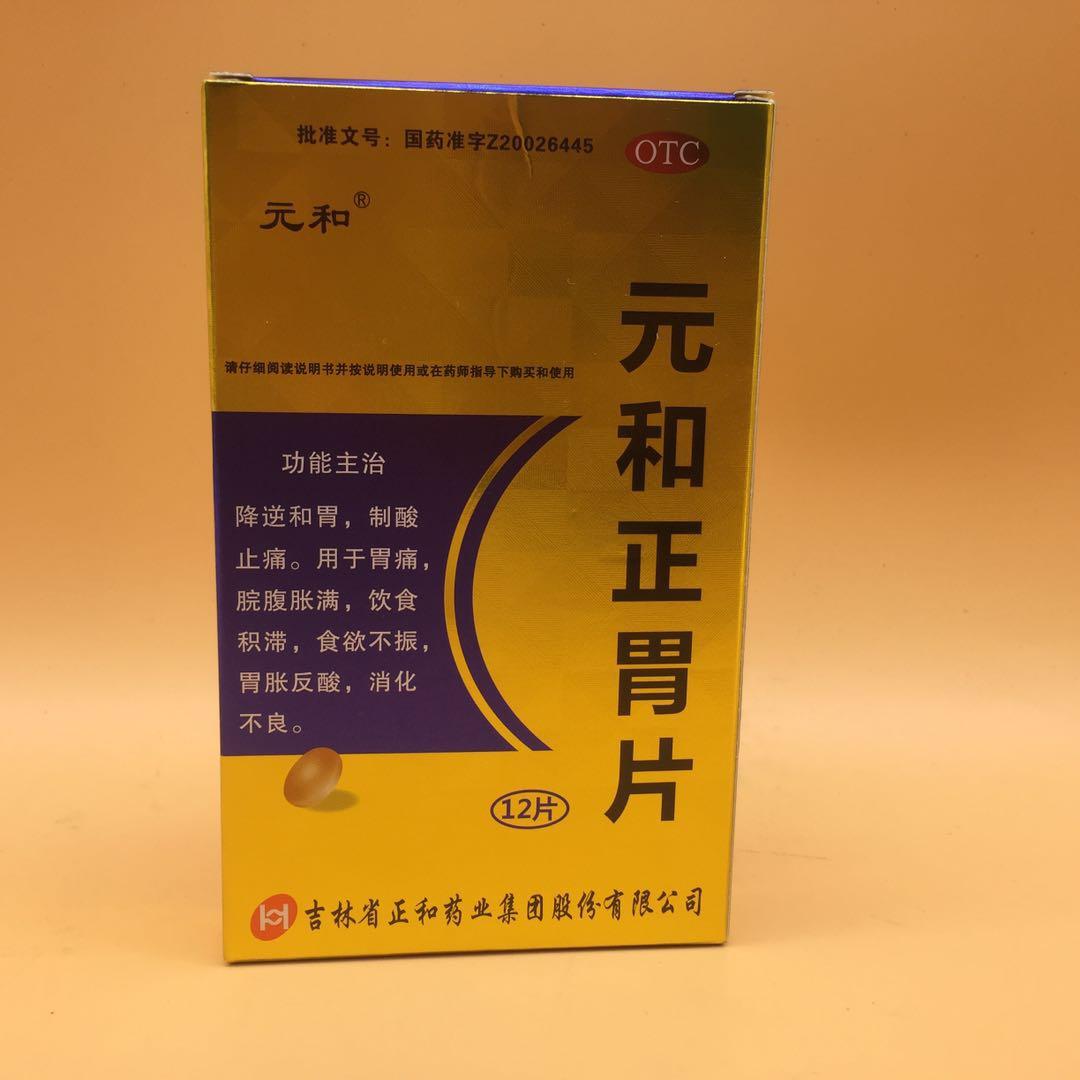 批准文号：国药准字Z20026445
OTC
元和®
元和正胃片
请仔细阅读说明书并按说明使用或在药师指导下购买和使用
功能主治
降逆和胃，制酸
止痛。用于胃痛，
脘腹胀满，饮食
积滞，食欲不振，
胃胀反酸，消化
不良。
12片
吉林省正和药业集团股份有限公司